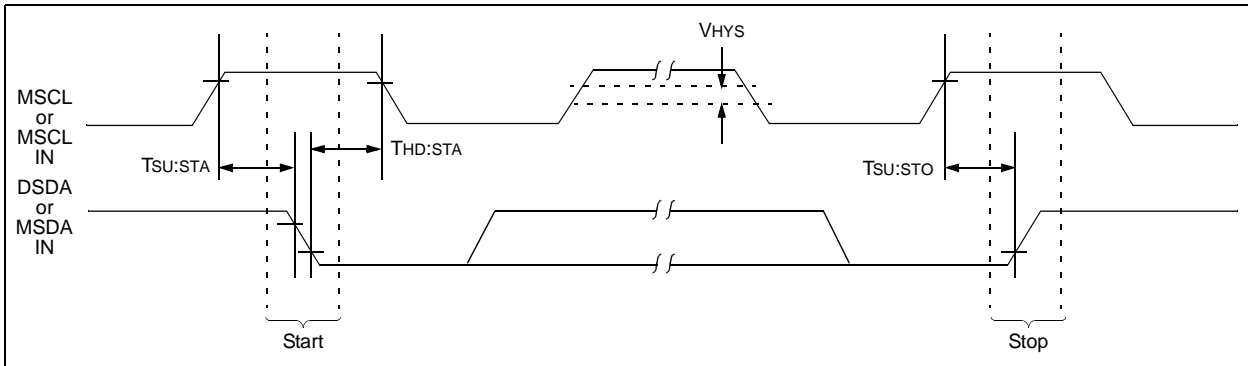 VHYS
MSCL
or
MSCL
IN
TSU:STA
THD:STA
TSU:STO
DSDA
or
MSDA
IN
Start
Stop